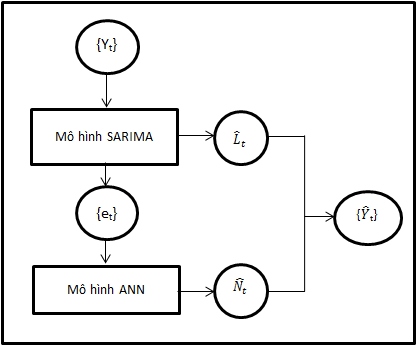 {Yₜ}
Mô hình SARIMA
L̂ₜ
{eₜ}
{Ŷₜ}
Mô hình ANN
N̂ₜ